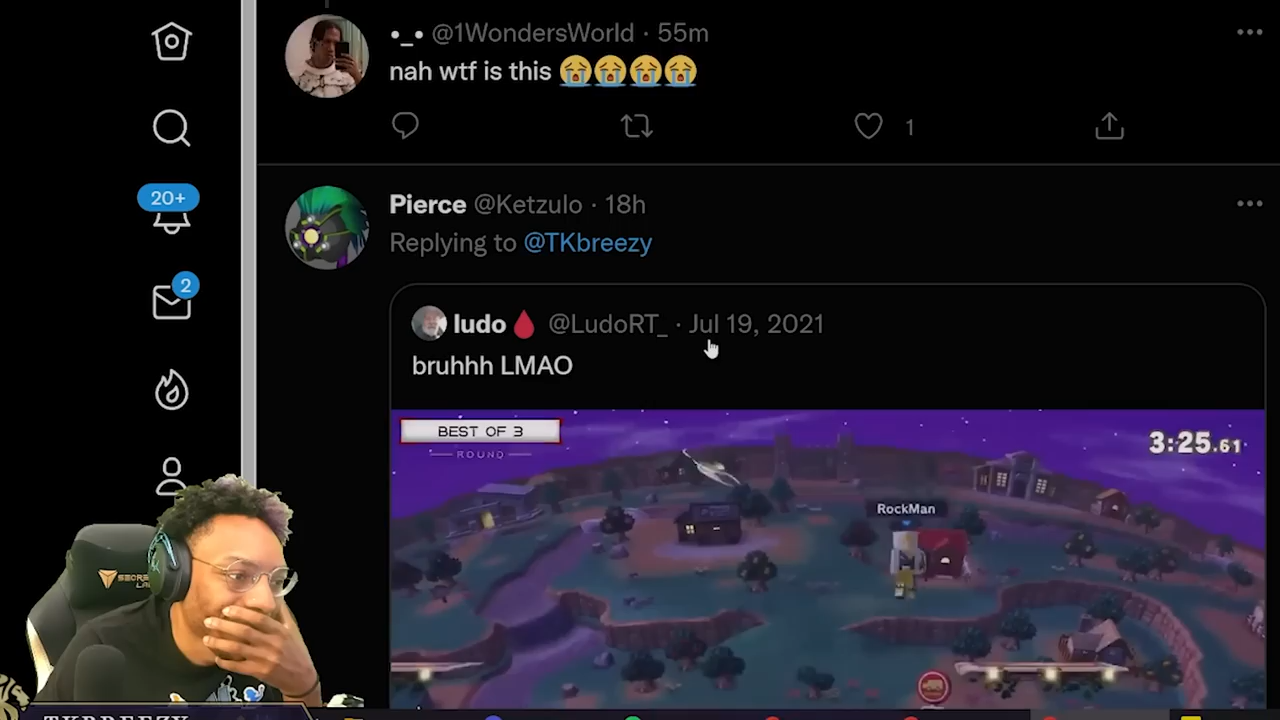 •_• @1WondersWorld · 55m
nah wtf is this 😭😭😭😭
1
20+
Pierce @Ketzulo · 18h
Replying to @TKbreezy
2
ludo🩸 @LudoRT_ · Jul 19, 2021
bruhhh LMAO
BEST OF 3
ROUND
3:25.61
RockMan
TKBREEZY